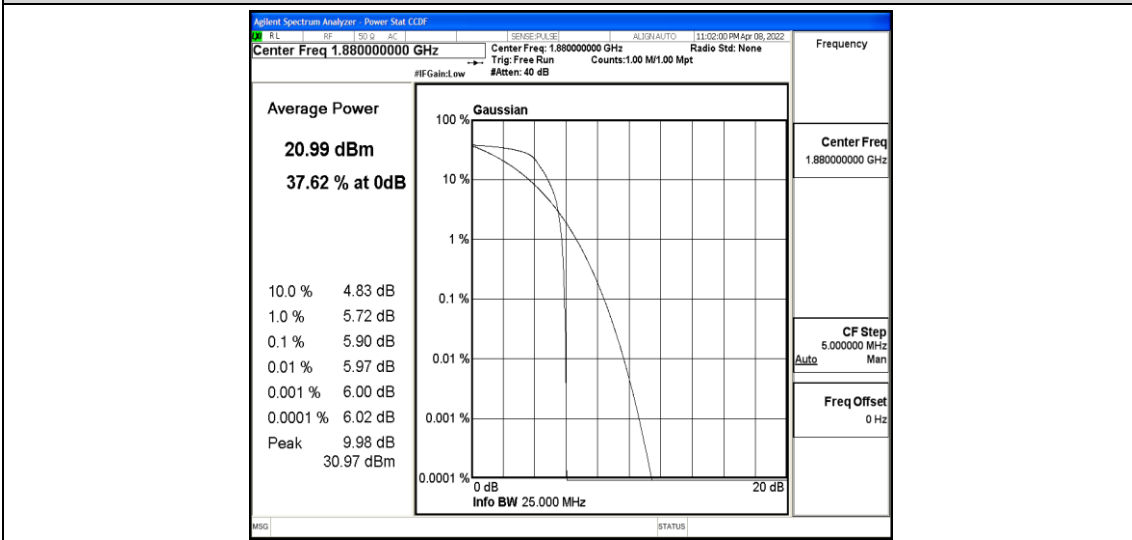 Agilent Spectrum Analyzer - Power Stat CCDF
LXI RL RF 50 Ω AC SENSE:PULSE ALIGNAUTO 11:02:00 PM Apr 08, 2022
Center Freq 1.880000000 GHz
Center Freq: 1.880000000 GHz Radio Std: None
Trig: Free Run Counts:1.00 M/1.00 Mpt
#IFGain:Low #Atten: 40 dB
Frequency
Average Power
20.99 dBm
37.62 % at 0dB
10.0 % 4.83 dB
1.0 % 5.72 dB
0.1 % 5.90 dB
0.01 % 5.97 dB
0.001 % 6.00 dB
0.0001 % 6.02 dB
Peak 9.98 dB
30.97 dBm
Gaussian
100 %
10 %
1 %
0.1 %
0.01 %
0.001 %
0.0001 %
0 dB 20 dB
Info BW 25.000 MHz
Center Freq
1.880000000 GHz
CF Step
5.000000 MHz
Auto Man
Freq Offset
0 Hz
MSG STATUS